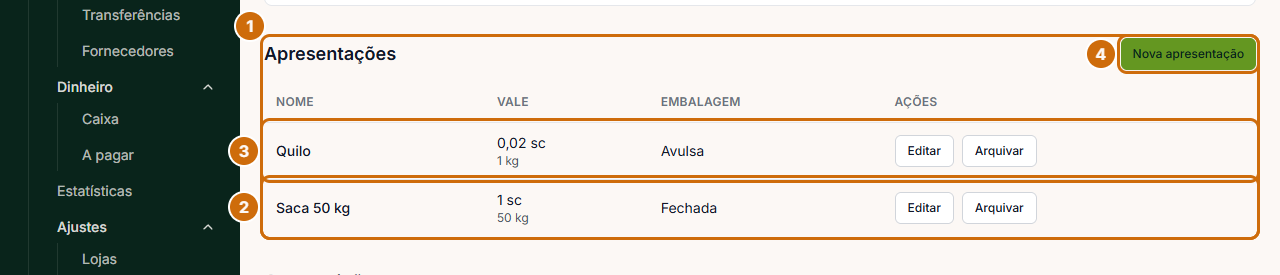 Transferências
Fornecedores
Dinheiro
Caixa
A pagar
Estatísticas
Ajustes
Lojas
1
Apresentações
4
Nova apresentação
NOME VALE EMBALAGEM AÇÕES
3
Quilo 0,02 sc Avulsa Editar Arquivar
1 kg
2
Saca 50 kg 1 sc Fechada Editar Arquivar
50 kg